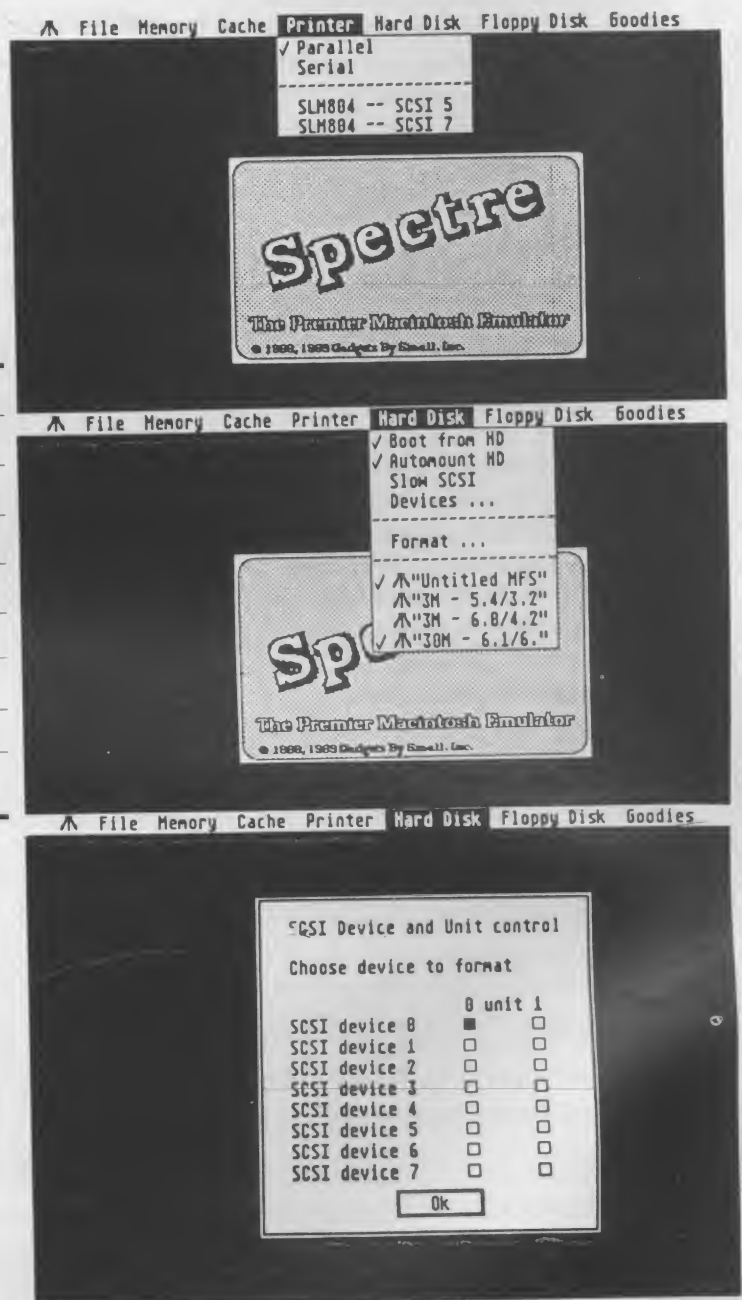 File Memory Cache Printer Hard Disk Floppy Disk Goodies
✓ Parallel
Serial
SLM804 -- SCSI 5
SLM804 -- SCSI 7
Spectre
The Premier Macintosh Emulator
© 1988, 1989 Gadgets By Small, Inc.
File Memory Cache Printer Hard Disk Floppy Disk Goodies
✓ Boot from HD
✓ Automount HD
Slow SCSI
Devices ...
Format ...
✓ "Untitled MFS"
"3M - 5.4/3.2"
"3M - 6.0/4.2"
✓ "30M - 6.1/6."
Sp
The Premier Macintosh Emulator
© 1988, 1989 Gadgets By Small, Inc.
File Memory Cache Printer Hard Disk Floppy Disk Goodies
SCSI Device and Unit control
Choose device to format
0 unit 1
SCSI device 0
SCSI device 1
SCSI device 2
SCSI device 3
SCSI device 4
SCSI device 5
SCSI device 6
SCSI device 7
Ok